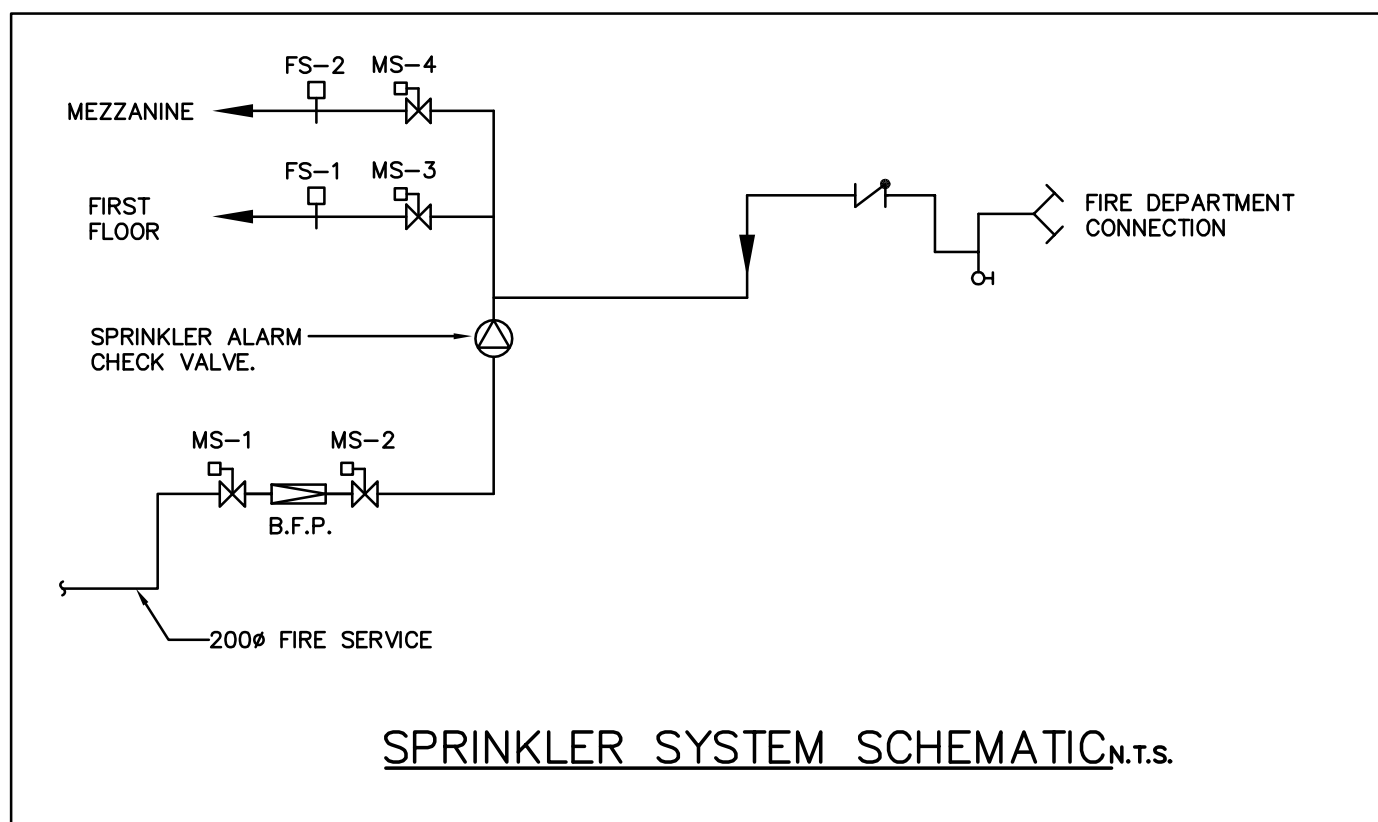 FS-2 MS-4
MEZZANINE
FS-1 MS-3
FIRST
FLOOR
FIRE DEPARTMENT
CONNECTION
SPRINKLER ALARM
CHECK VALVE.
MS-1 MS-2
B.F.P.
200ø FIRE SERVICE
SPRINKLER SYSTEM SCHEMATIC N.T.S.